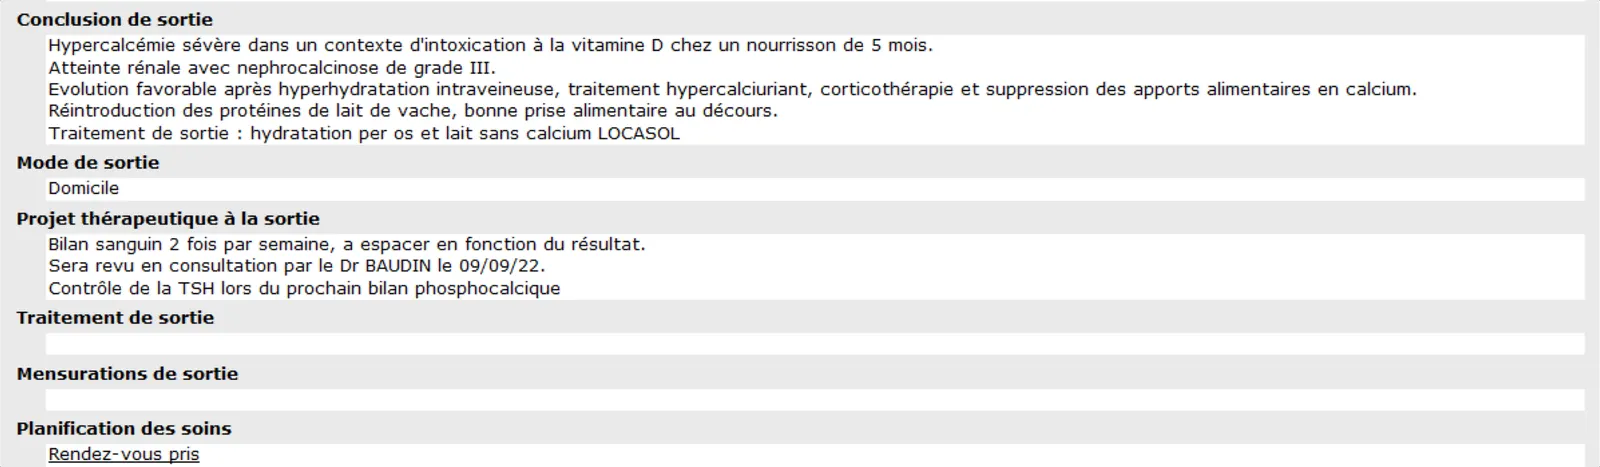 Conclusion de sortie
Hypercalcémie sévère dans un contexte d'intoxication à la vitamine D chez un nourrisson de 5 mois.
Atteinte rénale avec nephrocalcinose de grade III.
Evolution favorable après hyperhydratation intraveineuse, traitement hypercalciuriant, corticothérapie et suppression des apports alimentaires en calcium.
Réintroduction des protéines de lait de vache, bonne prise alimentaire au décours.
Traitement de sortie : hydratation per os et lait sans calcium LOCASOL
Mode de sortie
Domicile
Projet thérapeutique à la sortie
Bilan sanguin 2 fois par semaine, a espacer en fonction du résultat.
Sera revu en consultation par le Dr BAUDIN le 09/09/22.
Contrôle de la TSH lors du prochain bilan phosphocalcique
Traitement de sortie
Mensurations de sortie
Planification des soins
Rendez-vous pris